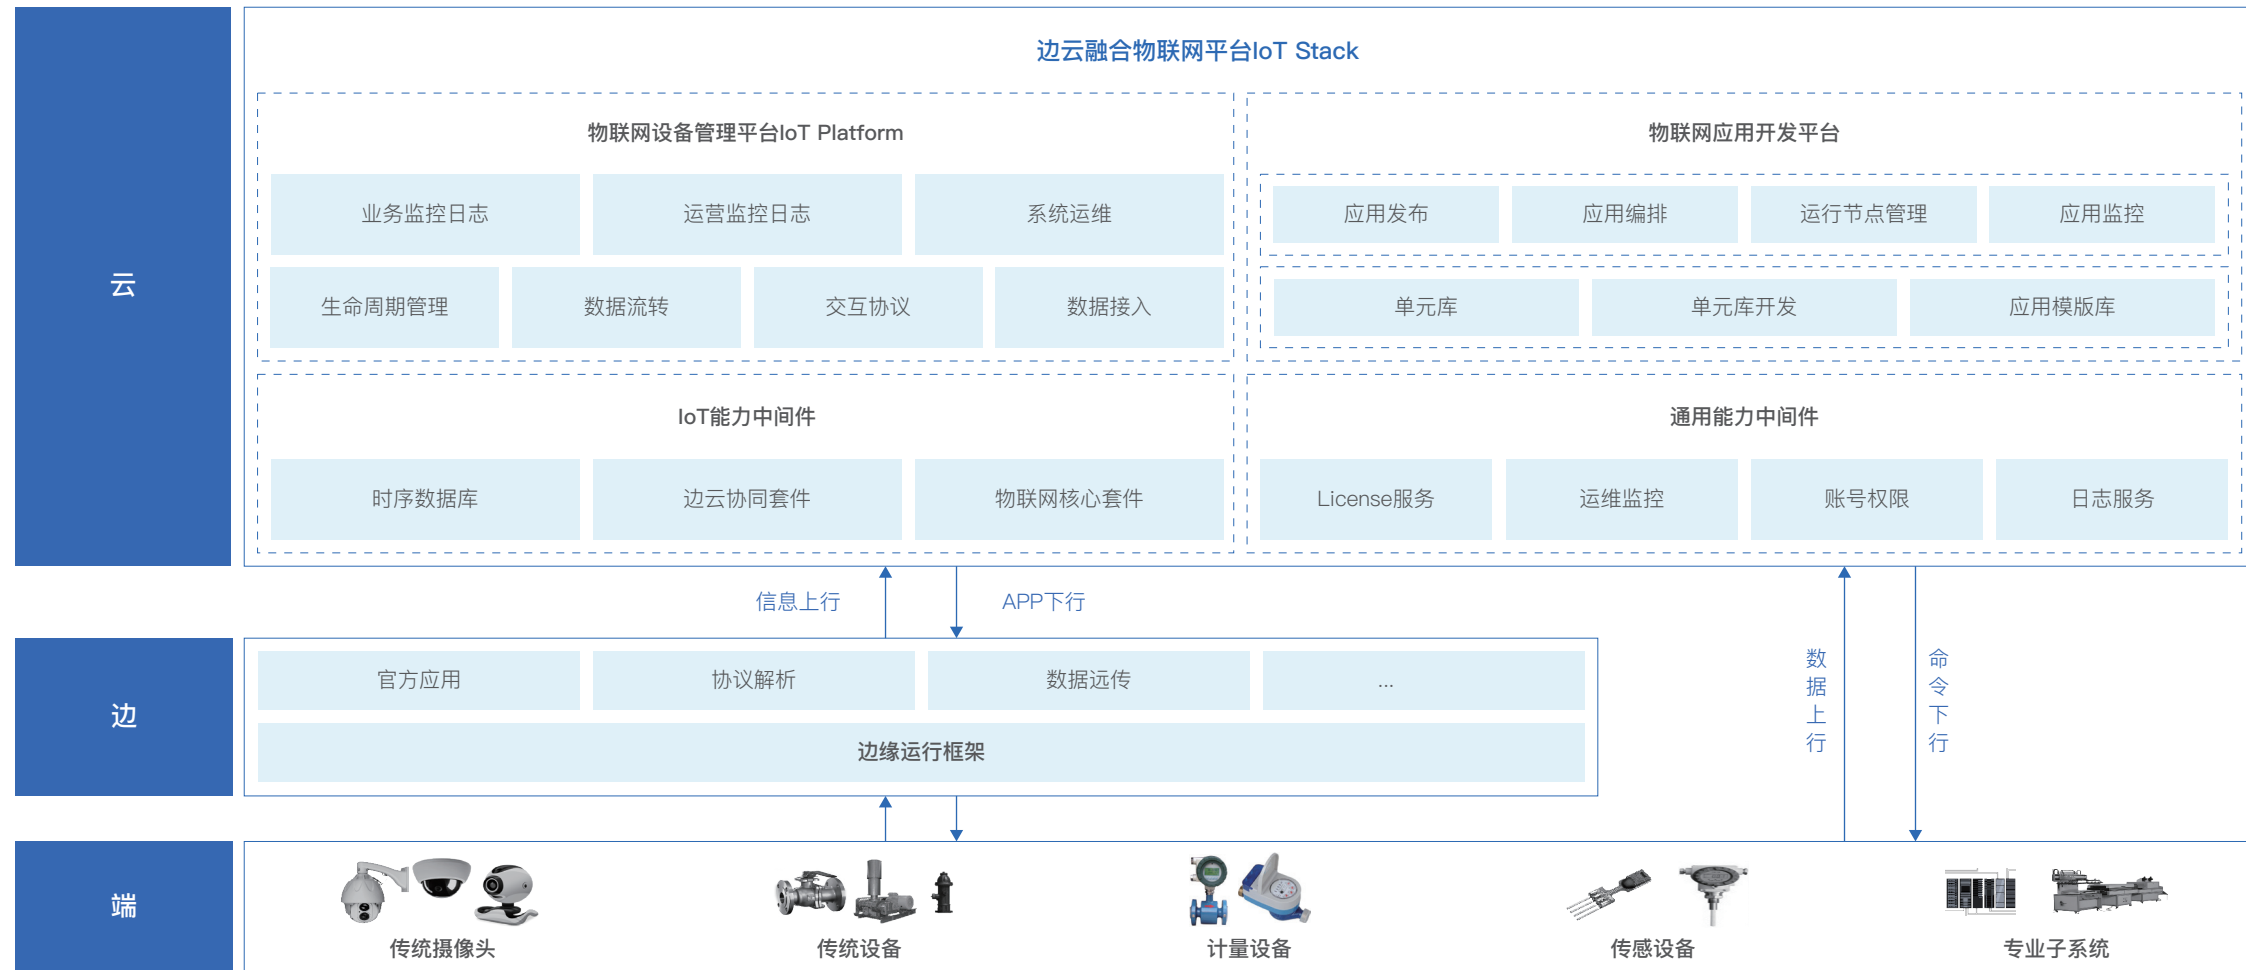 云
边云融合物联网平台IoT Stack
物联网设备管理平台IoT Platform
业务监控日志
运营监控日志
系统运维
生命周期管理
数据流转
交互协议
数据接入
物联网应用开发平台
应用发布
应用编排
运行节点管理
应用监控
单元库
单元库开发
应用模版库
IoT能力中间件
时序数据库
边云协同套件
物联网核心套件
通用能力中间件
License服务
运维监控
账号权限
日志服务
信息上行
APP下行
数据上行
命令下行
边
官方应用
协议解析
数据远传
...
边缘运行框架
端
传统摄像头
传统设备
计量设备
传感设备
专业子系统